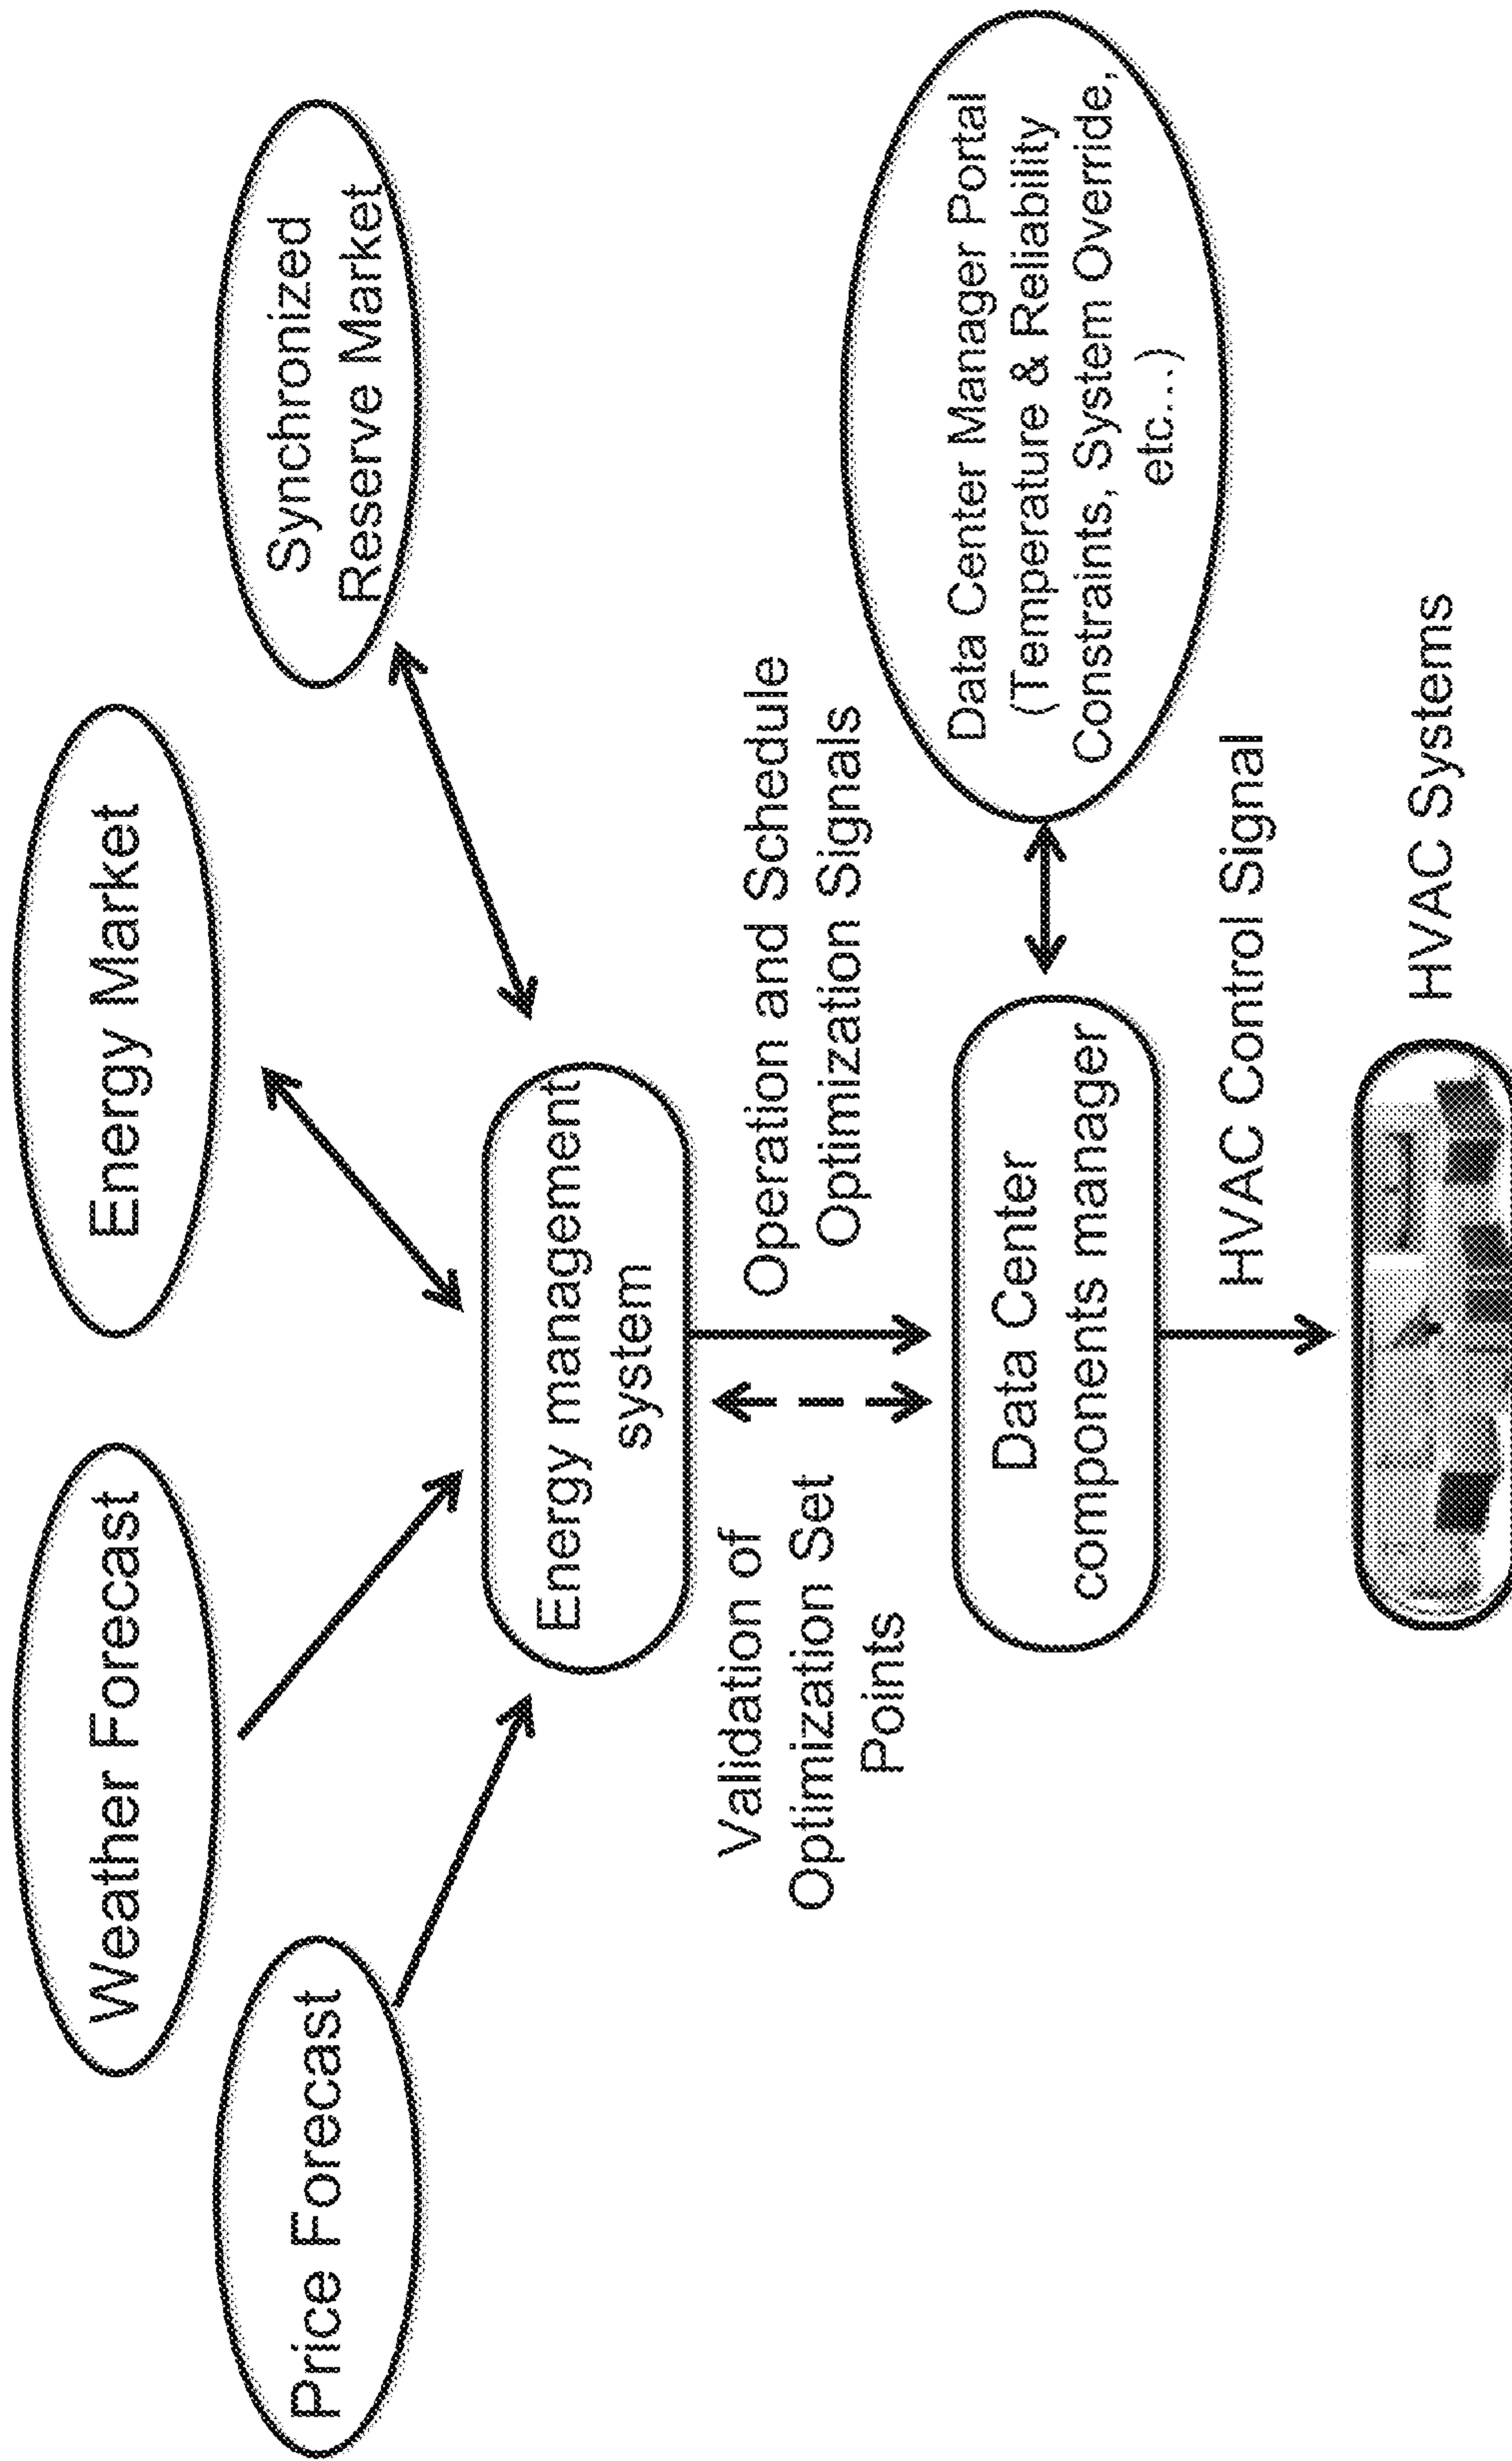 Weather Forecast
Energy Market
Price Forecast
Synchronized
Reserve Market
Energy management
system
Validation of
Optimization Set
Points
Operation and Schedule
Optimization Signals
Data Center
components manager
Data Center Manager Portal
(Temperature & Reliability
Constraints, System Override,
etc...)
HVAC Control Signal
HVAC Systems